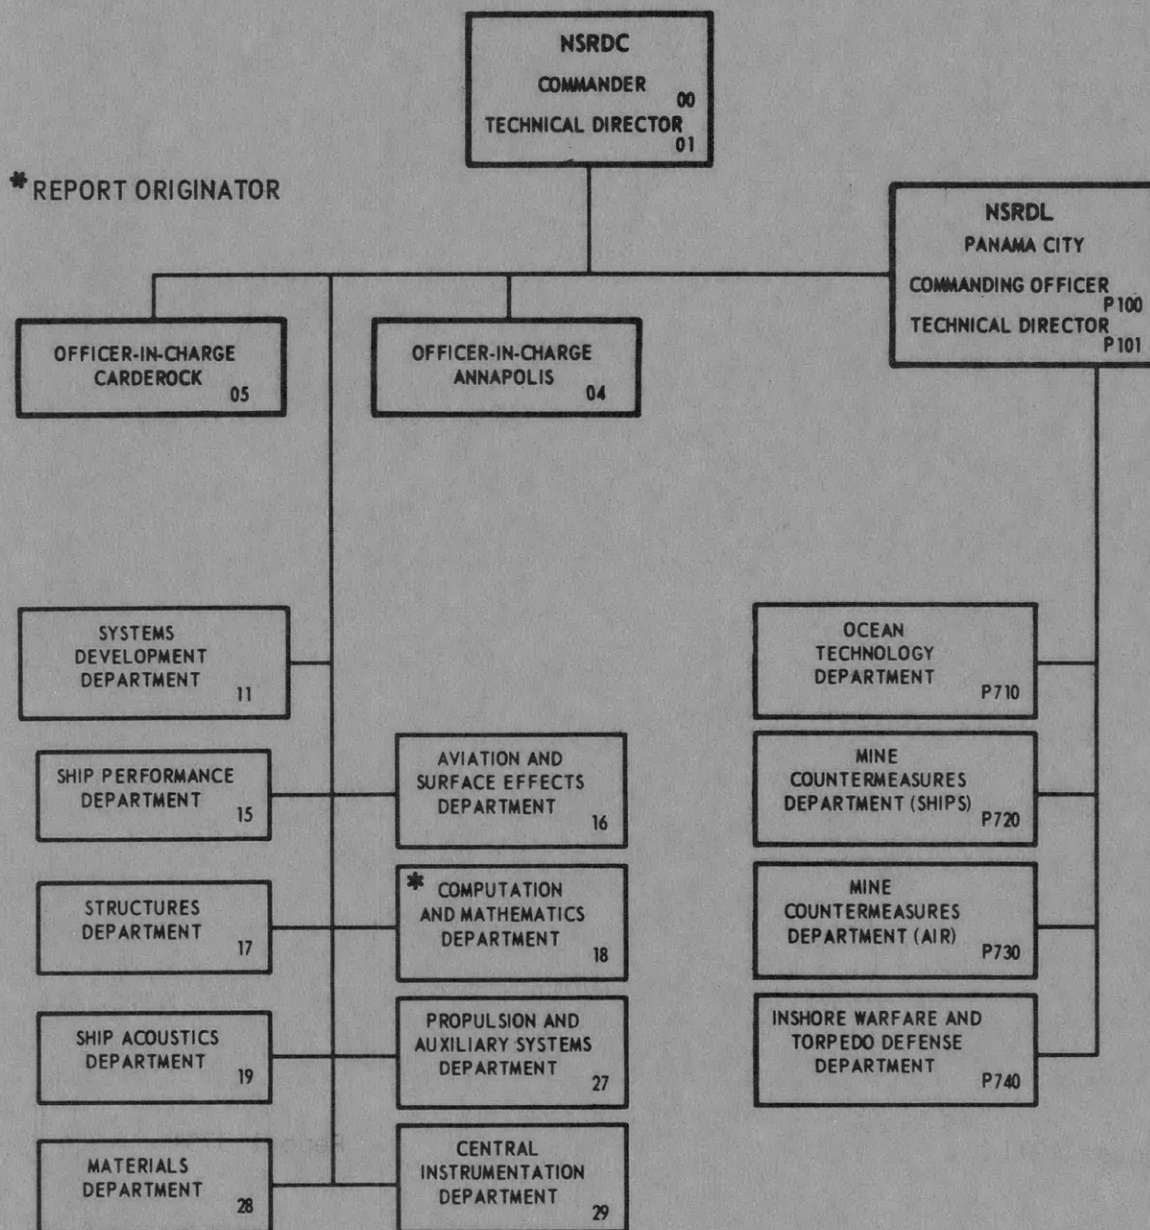 NSRDC
COMMANDER
00
TECHNICAL DIRECTOR
01
* REPORT ORIGINATOR
NSRDL
PANAMA CITY
COMMANDING OFFICER
P100
TECHNICAL DIRECTOR
P101
OFFICER-IN-CHARGE
CARDEROCK
05
OFFICER-IN-CHARGE
ANNAPOLIS
04
SYSTEMS
DEVELOPMENT
DEPARTMENT
11
SHIP PERFORMANCE
DEPARTMENT
15
AVIATION AND
SURFACE EFFECTS
DEPARTMENT
16
STRUCTURES
DEPARTMENT
17
* COMPUTATION
AND MATHEMATICS
DEPARTMENT
18
SHIP ACOUSTICS
DEPARTMENT
19
PROPULSION AND
AUXILIARY SYSTEMS
DEPARTMENT
27
MATERIALS
DEPARTMENT
28
CENTRAL
INSTRUMENTATION
DEPARTMENT
29
OCEAN
TECHNOLOGY
DEPARTMENT
P710
MINE
COUNTERMEASURES
DEPARTMENT (SHIPS)
P720
MINE
COUNTERMEASURES
DEPARTMENT (AIR)
P730
INSHORE WARFARE AND
TORPEDO DEFENSE
DEPARTMENT
P740